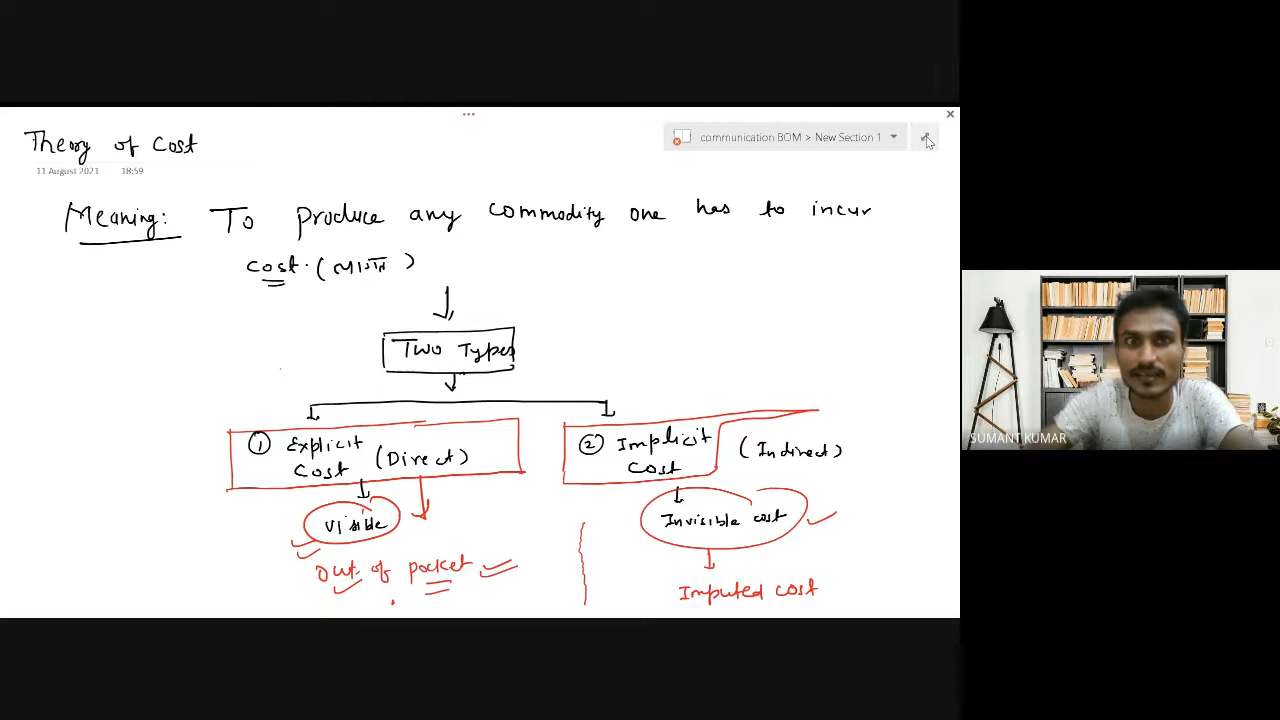 Theory of Cost
communication BOM > New Section 1
11 August 2021 18:59
Meaning: To produce any commodity one has to incur
cost. (लागत)
Two Types
① Explicit Cost (Direct)
② Implicit Cost (Indirect)
Visible
Invisible cost
Out of pocket
Imputed cost
SUMANT KUMAR